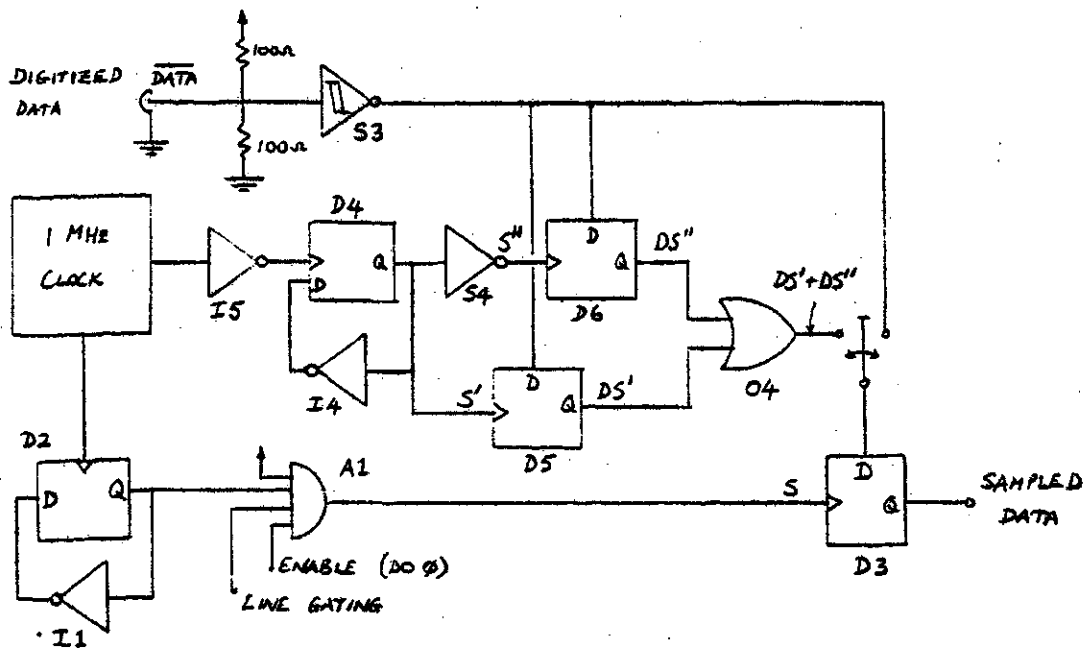 100Ω
DIGITIZED
DATA
D̅A̅T̅A̅
S3
100Ω
1 MHz
CLOCK
I5
D4
Q
D
I4
S4
S"
D
Q
D6
DS"
S'
D
Q
D5
DS'
O4
DS'+DS"
D2
D
Q
I1
A1
ENABLE (DO Ø)
LINE GATING
S
D
Q
D3
SAMPLED
DATA